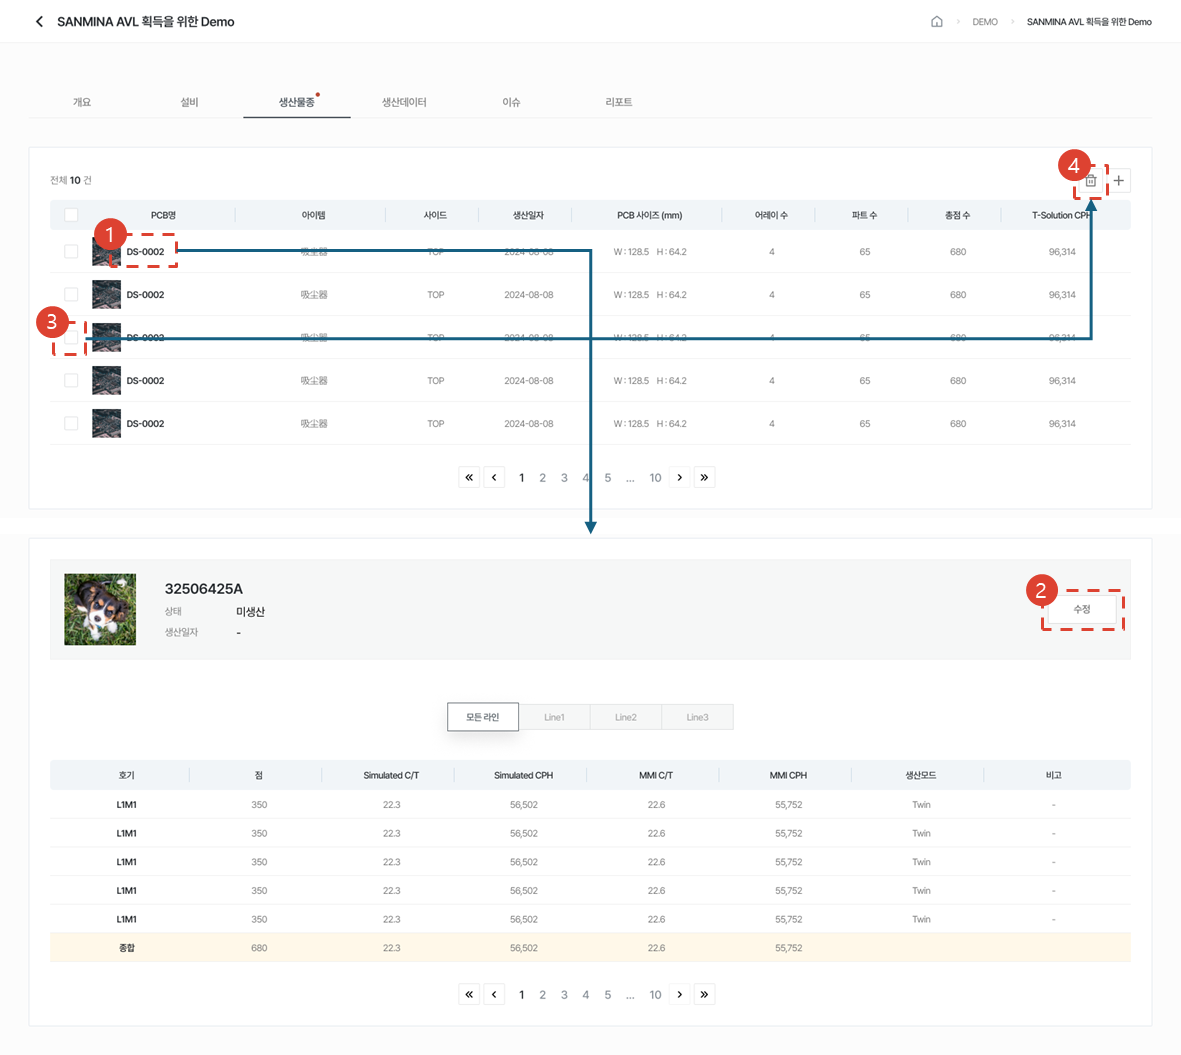 SANMINA AVL 획득을 위한 Demo
DEMO
SANMINA AVL 획득을 위한 Demo
개요 설비 생산물종 생산데이터 이슈 리포트
전체 10 건
4
PCB명 아이템 사이드 생산일자 PCB 사이즈 (mm) 어레이 수 파트 수 총점 수 T-Solution CPH
1
DS-0002 吸尘器 TOP 2024-08-08 W : 128.5 H : 64.2 4 65 680 96,314
DS-0002 吸尘器 TOP 2024-08-08 W : 128.5 H : 64.2 4 65 680 96,314
3
DS-0002 吸尘器 TOP 2024-08-08 W : 128.5 H : 64.2 4 65 680 96,314
DS-0002 吸尘器 TOP 2024-08-08 W : 128.5 H : 64.2 4 65 680 96,314
DS-0002 吸尘器 TOP 2024-08-08 W : 128.5 H : 64.2 4 65 680 96,314
« ‹ 1 2 3 4 5 ... 10 › »
32506425A
상태 미생산
생산일자 -
2
수정
모든 라인 Line1 Line2 Line3
호기 점 Simulated C/T Simulated CPH MMI C/T MMI CPH 생산모드 비고
L1M1 350 22.3 56,502 22.6 55,752 Twin -
L1M1 350 22.3 56,502 22.6 55,752 Twin -
L1M1 350 22.3 56,502 22.6 55,752 Twin -
L1M1 350 22.3 56,502 22.6 55,752 Twin -
L1M1 350 22.3 56,502 22.6 55,752 Twin -
종합 680 22.3 56,502 22.6 55,752
« ‹ 1 2 3 4 5 ... 10 › »